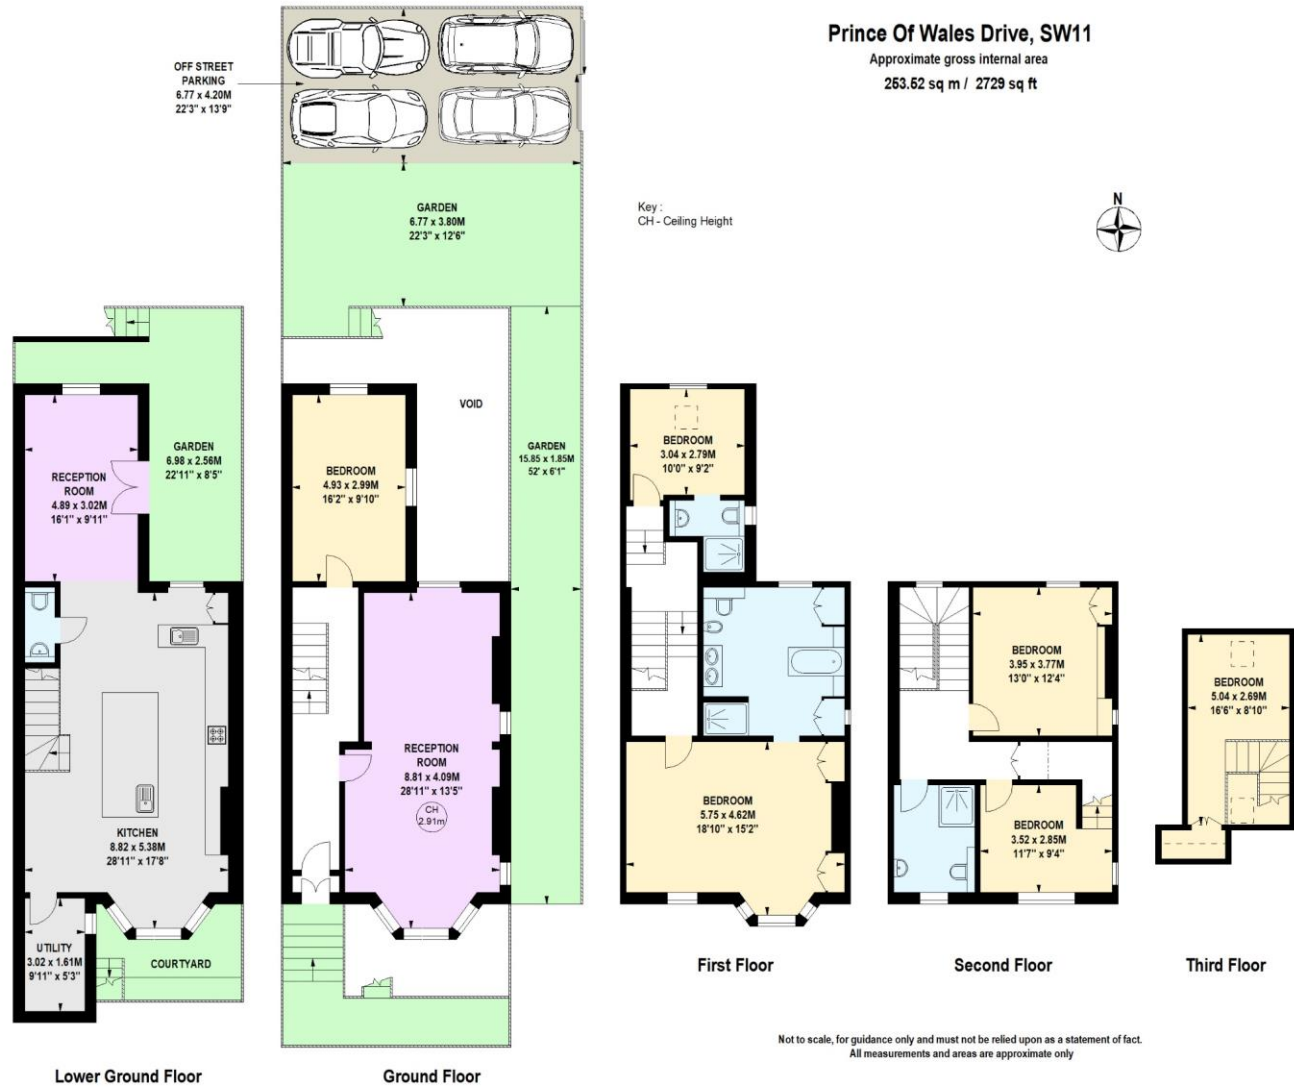 Prince Of Wales Drive, SW11
Approximate gross internal area
253.52 sq m / 2729 sq ft
OFF STREET
PARKING
6.77 x 4.20M
22'3" x 13'9"
Key :
CH - Ceiling Height
N
GARDEN
6.77 x 3.80M
22'3" x 12'6"
RECEPTION
ROOM
4.89 x 3.02M
16'1" x 9'11"
GARDEN
6.98 x 2.56M
22'11" x 8'5"
KITCHEN
8.82 x 5.38M
28'11" x 17'8"
UTILITY
3.02 x 1.61M
9'11" x 5'3"
COURTYARD
Lower Ground Floor
VOID
BEDROOM
4.93 x 2.99M
16'2" x 9'10"
GARDEN
15.85 x 1.85M
52' x 6'1"
RECEPTION
ROOM
8.81 x 4.09M
28'11" x 13'5"
CH
2.91m
Ground Floor
BEDROOM
3.04 x 2.79M
10'0" x 9'2"
BEDROOM
5.75 x 4.62M
18'10" x 15'2"
First Floor
BEDROOM
3.95 x 3.77M
13'0" x 12'4"
BEDROOM
3.52 x 2.85M
11'7" x 9'4"
Second Floor
BEDROOM
5.04 x 2.69M
16'6" x 8'10"
Third Floor
Not to scale, for guidance only and must not be relied upon as a statement of fact.
All measurements and areas are approximate only